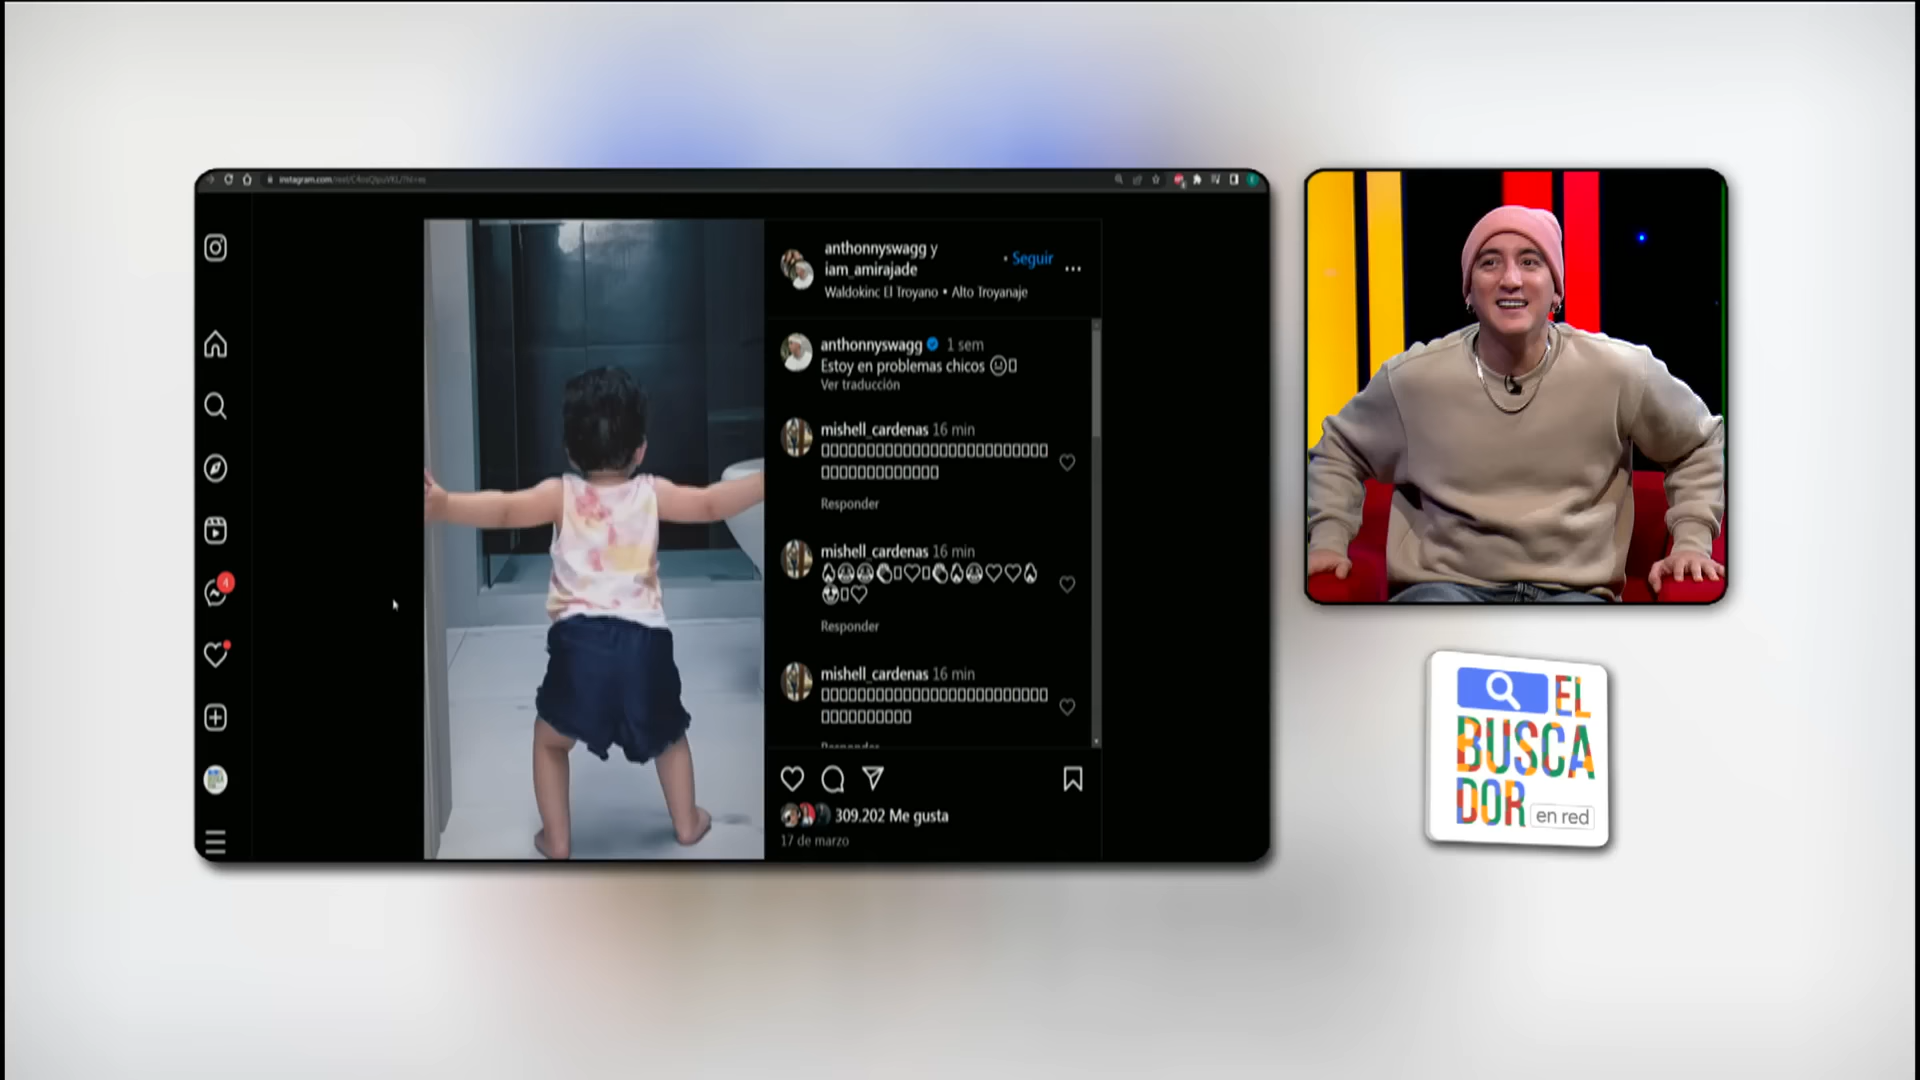 anthonnyswagg y
iam_amirajade
• Seguir
Waldokinc El Troyano • Alto Troyanaje
anthonnyswagg 1 sem
Estoy en problemas chicos
Ver traducción
mishell_cardenas 16 min
Responder
mishell_cardenas 16 min
Responder
mishell_cardenas 16 min
Responder
309.202 Me gusta
17 de marzo
4
EL
BUSCA
DOR
en red